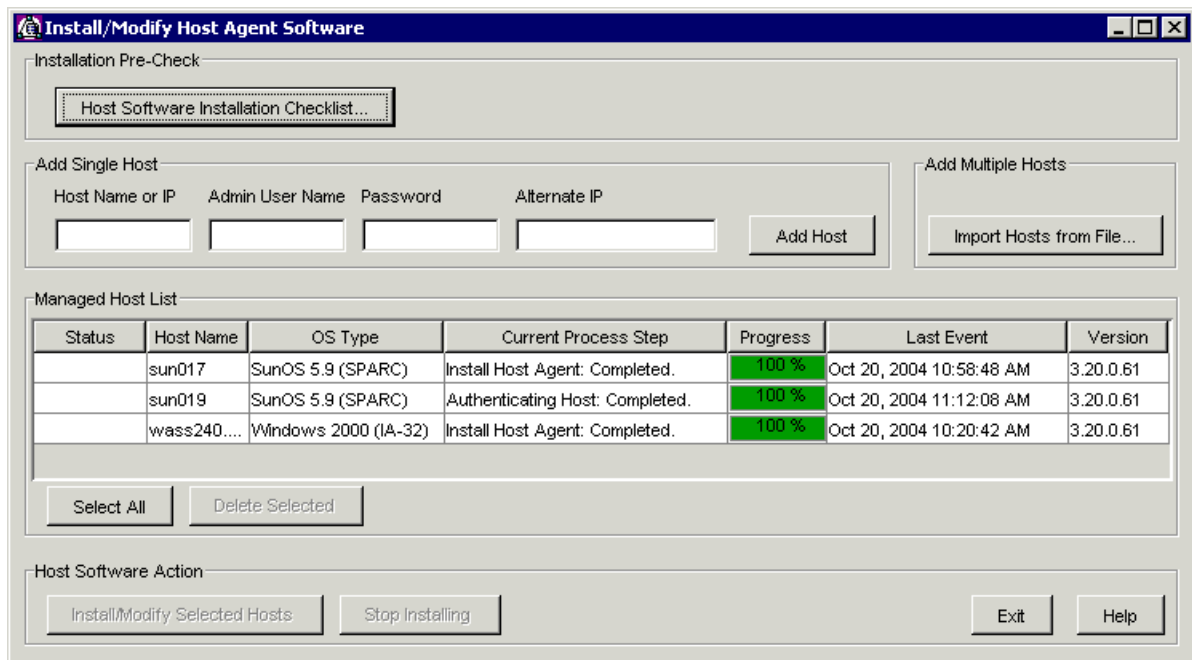 Install/Modify Host Agent Software
Installation Pre-Check
Host Software Installation Checklist...
Add Single Host
Add Multiple Hosts
Host Name or IP Admin User Name Password Alternate IP
Add Host
Import Hosts from File...
Managed Host List
Status Host Name OS Type Current Process Step Progress Last Event Version
sun017 SunOS 5.9 (SPARC) Install Host Agent: Completed. 100 % Oct 20, 2004 10:58:48 AM 3.20.0.61
sun019 SunOS 5.9 (SPARC) Authenticating Host: Completed. 100 % Oct 20, 2004 11:12:08 AM 3.20.0.61
wass240.... Windows 2000 (IA-32) Install Host Agent: Completed. 100 % Oct 20, 2004 10:20:42 AM 3.20.0.61
Select All Delete Selected
Host Software Action
Install/Modify Selected Hosts Stop Installing Exit Help